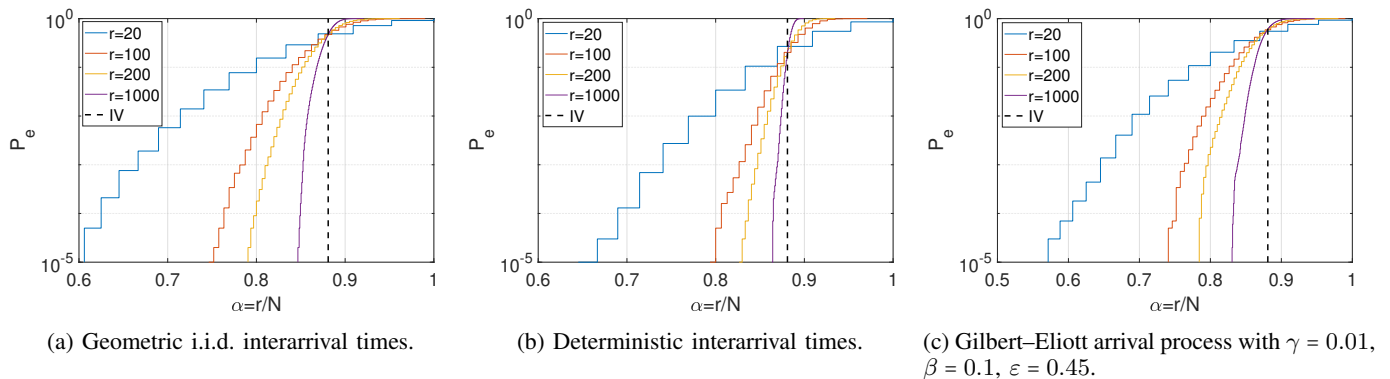 10^0
10^-5
P_e
r=20
r=100
r=200
r=1000
IV
0.6 0.7 0.8 0.9 1
α=r/N
(a) Geometric i.i.d. interarrival times.
10^0
10^-5
P_e
r=20
r=100
r=200
r=1000
IV
0.6 0.7 0.8 0.9 1
α=r/N
(b) Deterministic interarrival times.
10^0
10^-5
P_e
r=20
r=100
r=200
r=1000
IV
0.5 0.6 0.7 0.8 0.9 1
α=r/N
(c) Gilbert–Eliott arrival process with γ = 0.01,
β = 0.1, ε = 0.45.